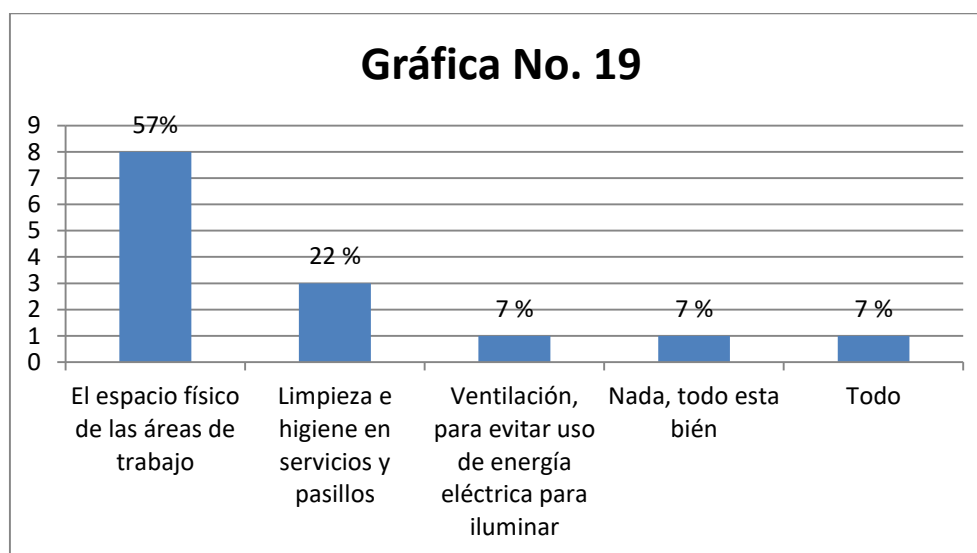 Gráfica No. 19
57%
22 %
7 %
7 %
7 %
9
8
7
6
5
4
3
2
1
0
El espacio físico
de las áreas de
trabajo
Limpieza e
higiene en
servicios y
pasillos
Ventilación,
para evitar uso
de energía
eléctrica para
iluminar
Nada, todo esta
bién
Todo